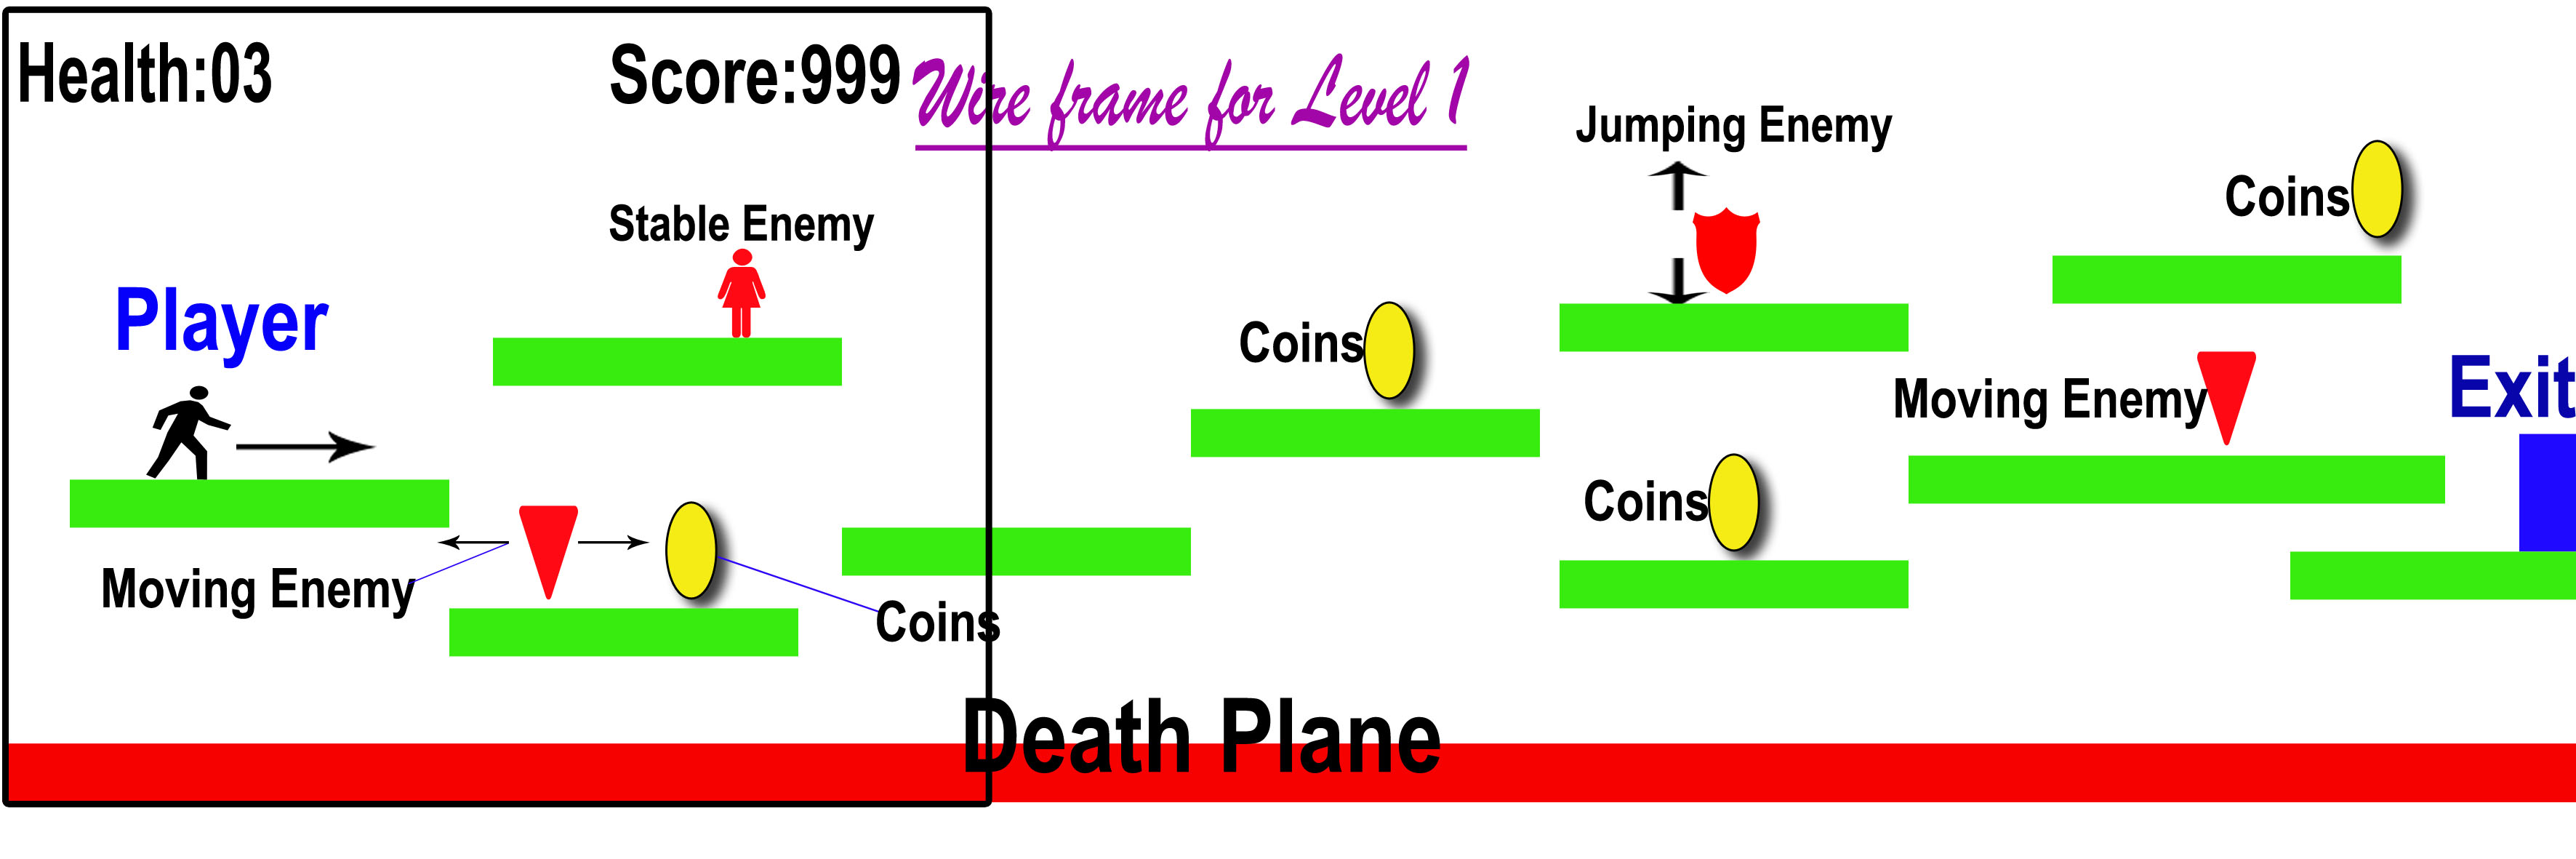 Health:03
Score:999
Wire frame for Level 1
Jumping Enemy
Coins
Stable Enemy
Player
Coins
Moving Enemy
Exit
Coins
Moving Enemy
Coins
Death Plane